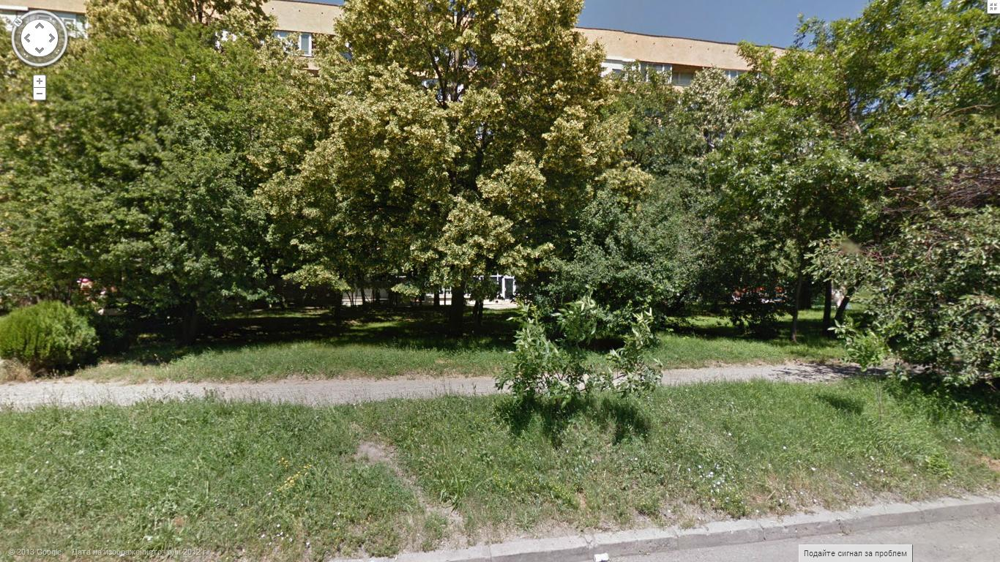 N
© 2013 Google Дата на изображението: юни 2012 г.
Подайте сигнал за проблем